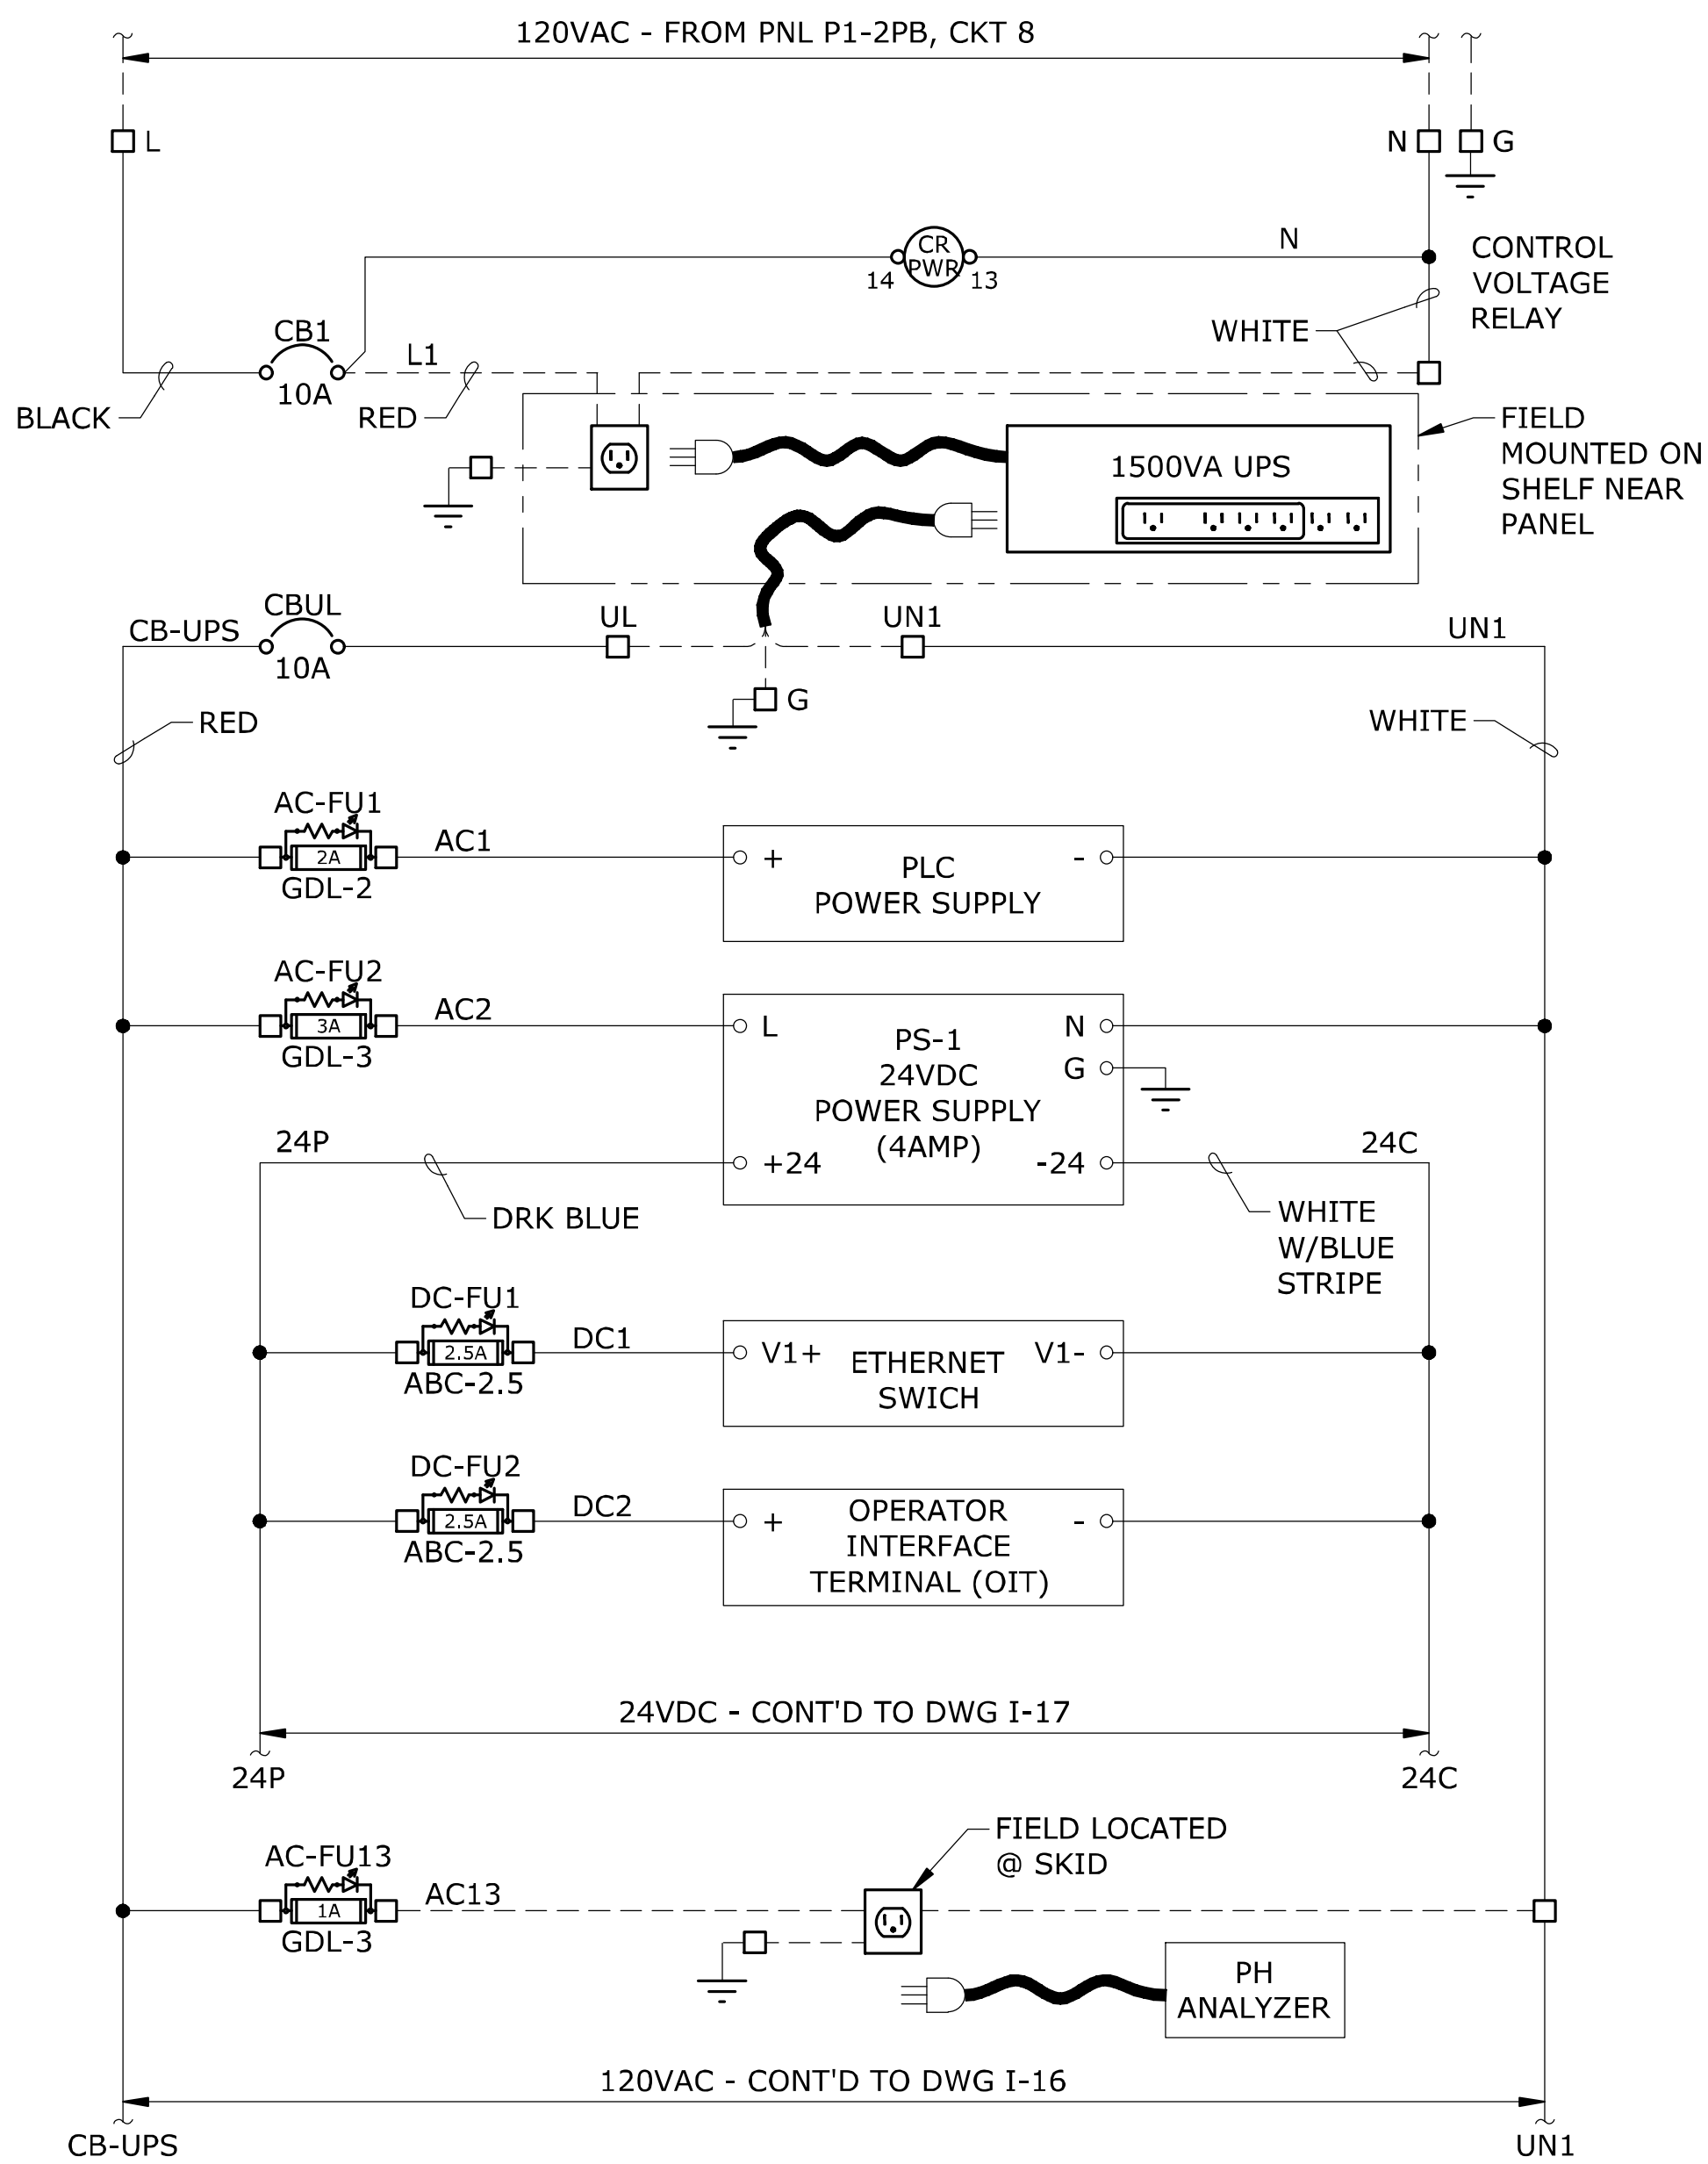 120VAC - FROM PNL P1-2PB, CKT 8
L
N
G
CR
PWR
14
13
N
CONTROL
VOLTAGE
RELAY
WHITE
CB1
10A
L1
BLACK
RED
FIELD
MOUNTED ON
SHELF NEAR
PANEL
1500VA UPS
CB-UPS
CBUL
10A
UL
UN1
UN1
G
RED
WHITE
AC-FU1
2A
GDL-2
AC1
+
-
PLC
POWER SUPPLY
AC-FU2
3A
GDL-3
AC2
L
N
G
PS-1
24VDC
POWER SUPPLY
(4AMP)
+24
-24
24P
24C
DRK BLUE
WHITE
W/BLUE
STRIPE
DC-FU1
2.5A
ABC-2.5
DC1
V1+
V1-
ETHERNET
SWICH
DC-FU2
2.5A
ABC-2.5
DC2
+
-
OPERATOR
INTERFACE
TERMINAL (OIT)
24VDC - CONT'D TO DWG I-17
24P
24C
FIELD LOCATED
@ SKID
AC-FU13
1A
GDL-3
AC13
PH
ANALYZER
120VAC - CONT'D TO DWG I-16
CB-UPS
UN1